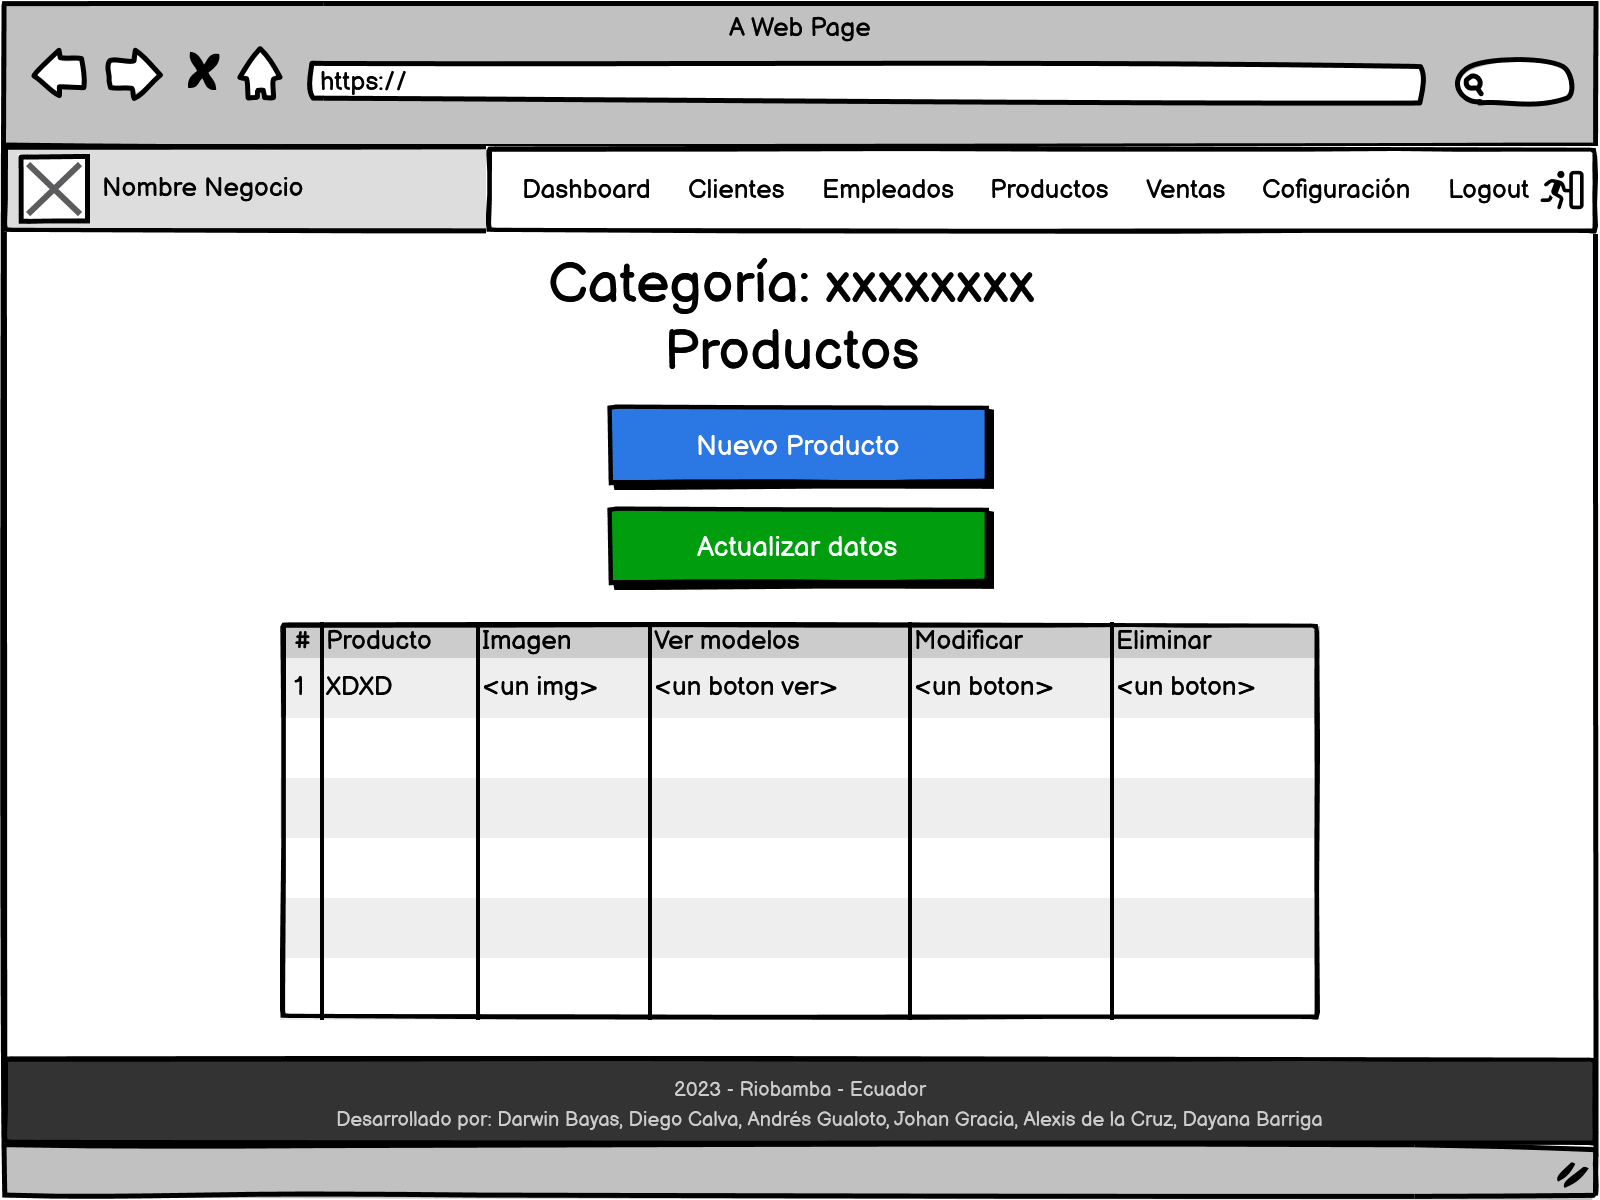 A Web Page
https://
Nombre Negocio
Dashboard Clientes Empleados Productos Ventas Cofiguración Logout
Categoría: xxxxxxxx
Productos
Nuevo Producto
Actualizar datos
# Producto Imagen Ver modelos Modificar Eliminar
1 XDXD <un img> <un boton ver> <un boton> <un boton>
2023 - Riobamba - Ecuador
Desarrollado por: Darwin Bayas, Diego Calva, Andrés Gualoto, Johan Gracia, Alexis de la Cruz, Dayana Barriga